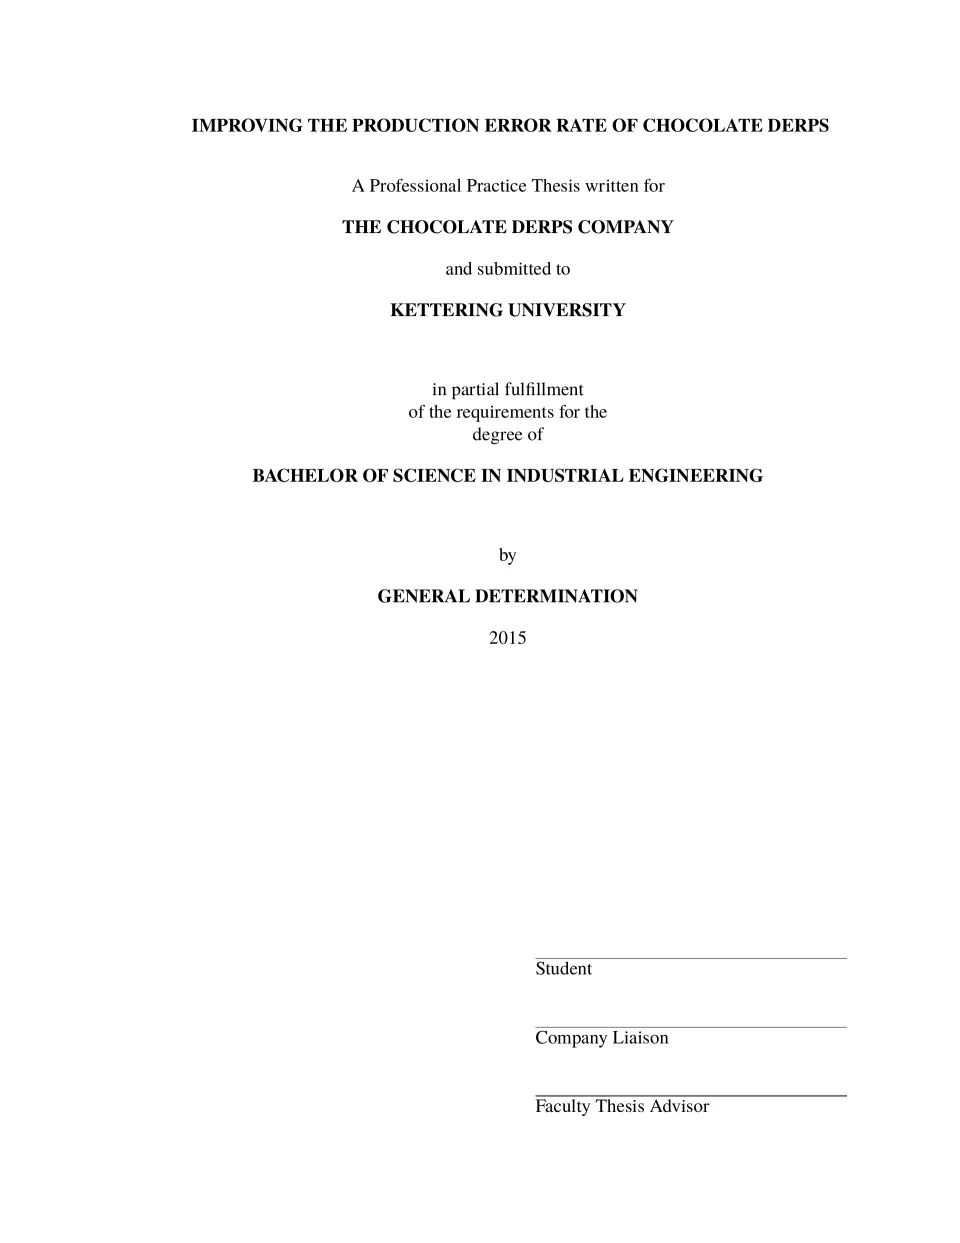 IMPROVING THE PRODUCTION ERROR RATE OF CHOCOLATE DERPS
A Professional Practice Thesis written for
THE CHOCOLATE DERPS COMPANY
and submitted to
KETTERING UNIVERSITY
in partial fulfillment
of the requirements for the
degree of
BACHELOR OF SCIENCE IN INDUSTRIAL ENGINEERING
by
GENERAL DETERMINATION
2015
Student
Company Liaison
Faculty Thesis Advisor